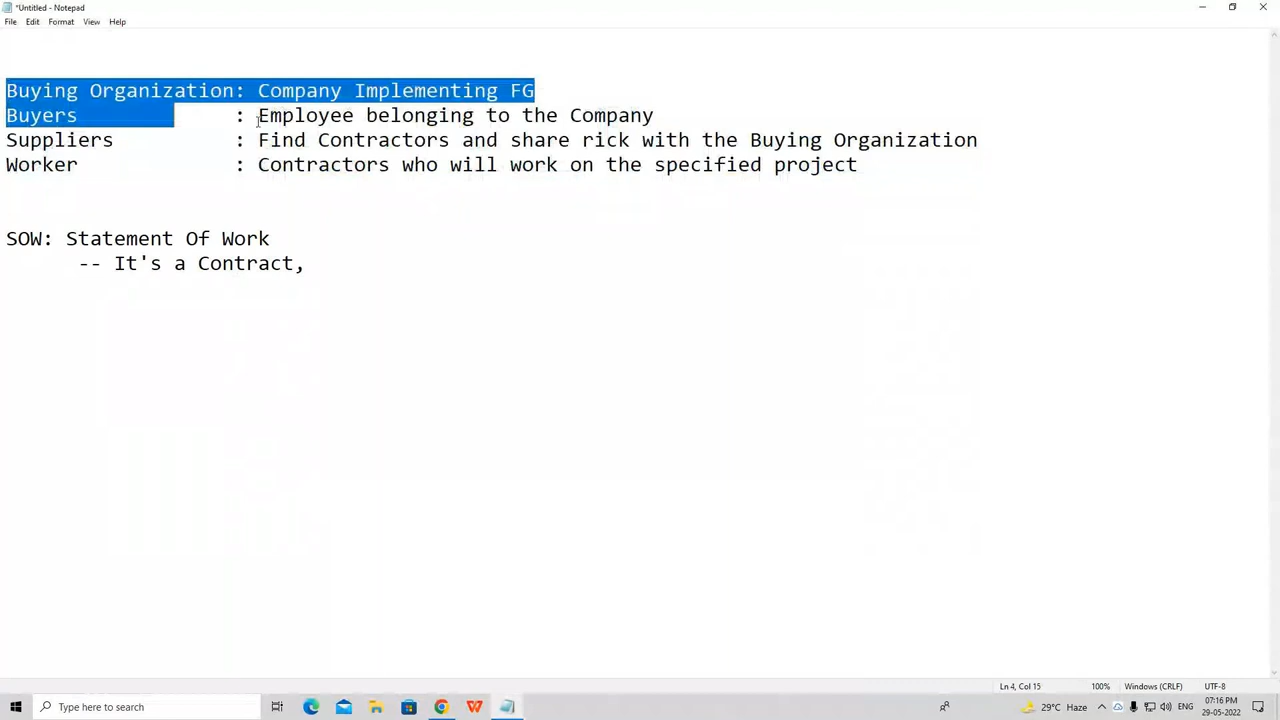 *Untitled - Notepad
File Edit Format View Help
Buying Organization: Company Implementing FG
Buyers : Employee belonging to the Company
Suppliers : Find Contractors and share rick with the Buying Organization
Worker : Contractors who will work on the specified project
SOW: Statement Of Work
-- It's a Contract,
Ln 4, Col 15 100% Windows (CRLF) UTF-8
Type here to search 29°C Haze ENG 07:16 PM
29-05-2022